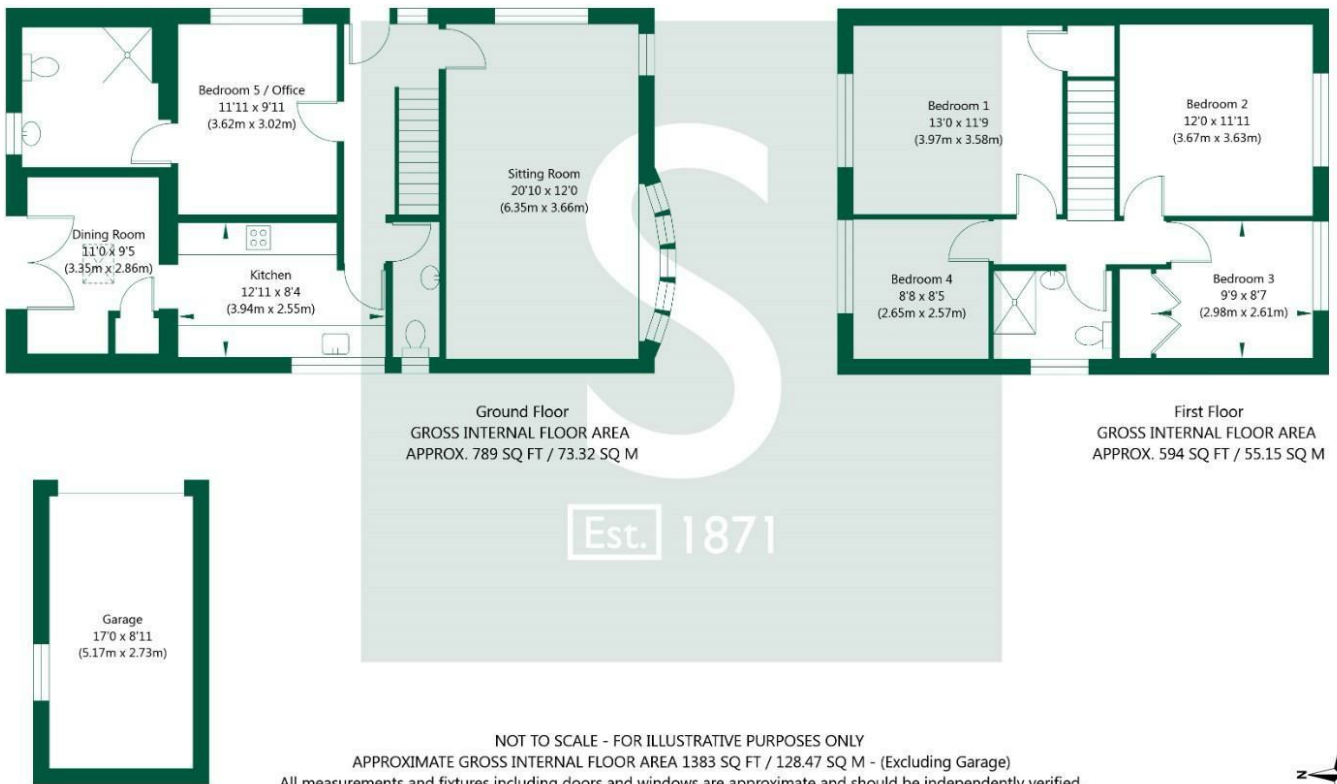 Bedroom 5 / Office
11'11 x 9'11
(3.62m x 3.02m)
Sitting Room
20'10 x 12'0
(6.35m x 3.66m)
Dining Room
11'0 x 9'5
(3.35m x 2.86m)
Kitchen
12'11 x 8'4
(3.94m x 2.55m)
Bedroom 1
13'0 x 11'9
(3.97m x 3.58m)
Bedroom 2
12'0 x 11'11
(3.67m x 3.63m)
Bedroom 4
8'8 x 8'5
(2.65m x 2.57m)
Bedroom 3
9'9 x 8'7
(2.98m x 2.61m)
S
Ground Floor
GROSS INTERNAL FLOOR AREA
APPROX. 789 SQ FT / 73.32 SQ M
First Floor
GROSS INTERNAL FLOOR AREA
APPROX. 594 SQ FT / 55.15 SQ M
Est. 1871
Garage
17'0 x 8'11
(5.17m x 2.73m)
NOT TO SCALE - FOR ILLUSTRATIVE PURPOSES ONLY
APPROXIMATE GROSS INTERNAL FLOOR AREA 1383 SQ FT / 128.47 SQ M - (Excluding Garage)
All measurements and fixtures including doors and windows are approximate and should be independently verified.
N